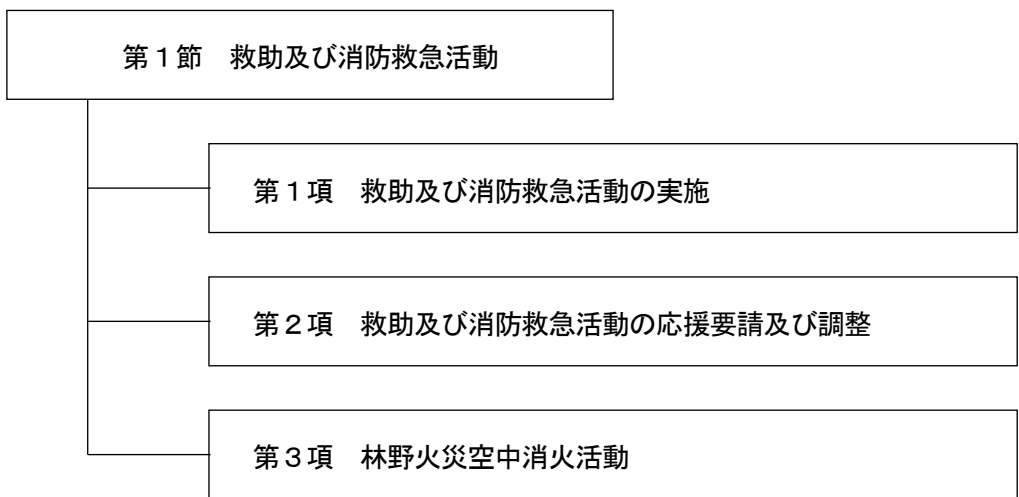 第１節　救助及び消防救急活動
第１項　救助及び消防救急活動の実施
第２項　救助及び消防救急活動の応援要請及び調整
第３項　林野火災空中消火活動